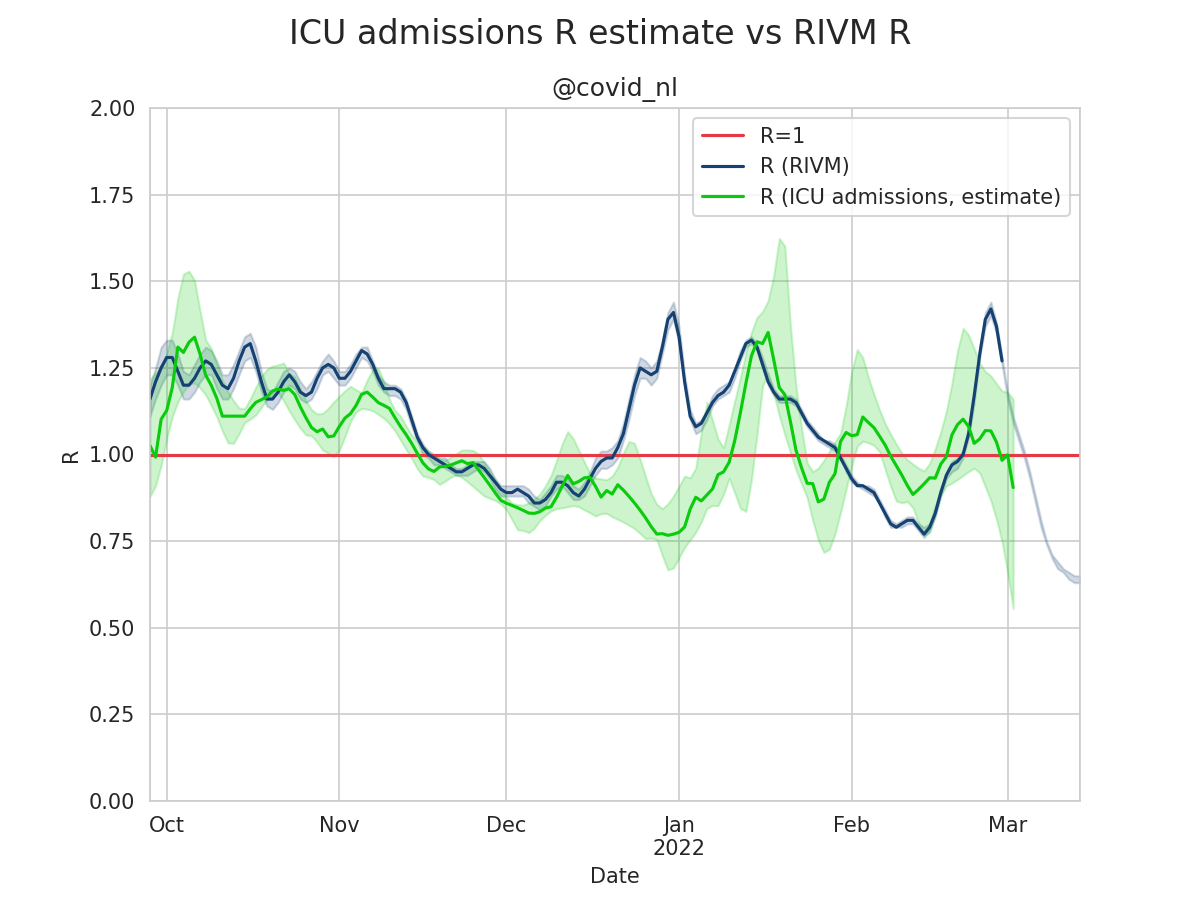 ICU admissions R estimate vs RIVM R
@covid_nl
R=1
R (RIVM)
R (ICU admissions, estimate)
2.00
1.75
1.50
1.25
1.00
0.75
0.50
0.25
0.00
R
Oct Nov Dec Jan Feb Mar
2022
Date